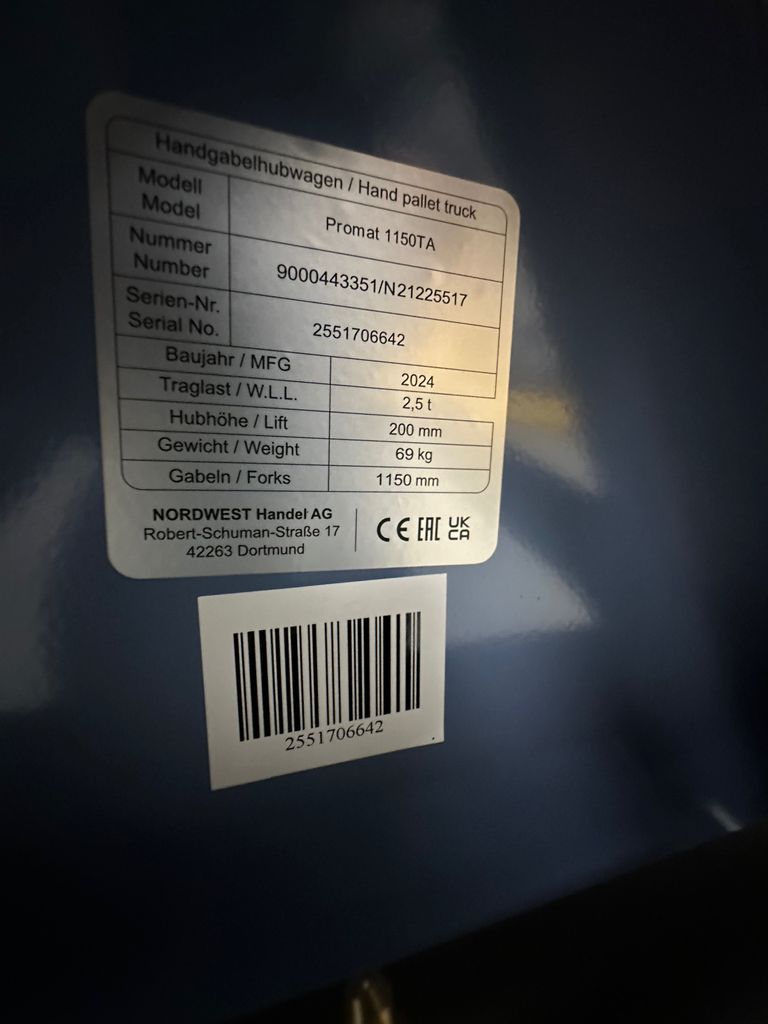 Handgabelhubwagen / Hand pallet truck
Modell
Model
Promat 1150TA
Nummer
Number
9000443351/N21225517
Serien-Nr.
Serial No.
2551706642
Baujahr / MFG 2024
Traglast / W.L.L. 2,5 t
Hubhöhe / Lift 200 mm
Gewicht / Weight 69 kg
Gabeln / Forks 1150 mm
NORDWEST Handel AG
Robert-Schuman-Straße 17
42263 Dortmund
CE EAC UK
CA
2551706642